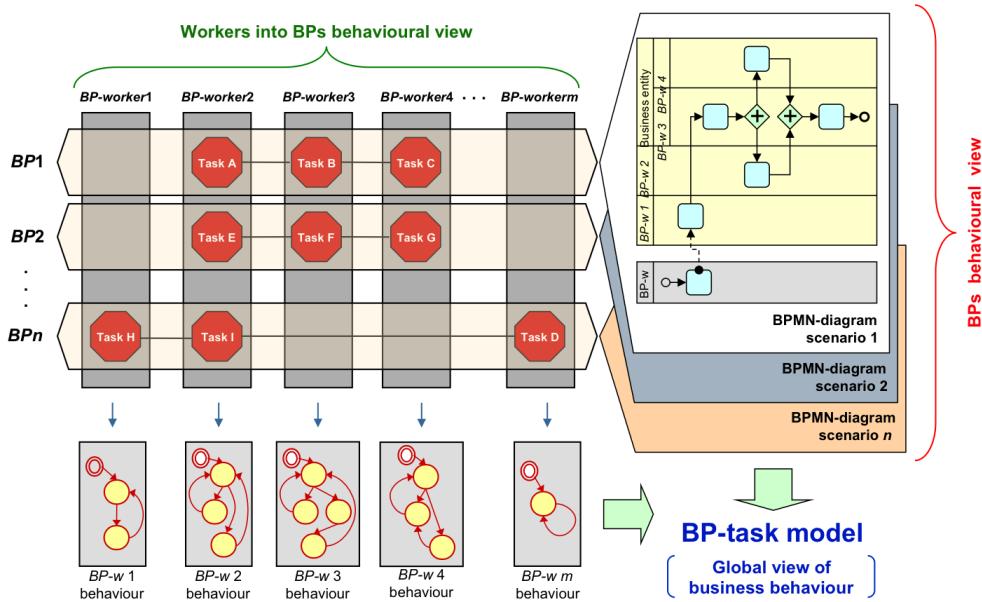 Workers into BPs behavioural view
BP-worker1
BP-worker2
BP-worker3
BP-worker4
. . .
BP-workerm
BP1
Task A
Task B
Task C
BP2
Task E
Task F
Task G
.
.
.
BPn
Task H
Task I
Task D
Business entity
BP-w 4
BP-w 3
BP-w 2
BP-w 1
BP-w
BPMN-diagram
scenario 1
BPMN-diagram
scenario 2
BPMN-diagram
scenario n
BPs behavioural view
BP-w 1
behaviour
BP-w 2
behaviour
BP-w 3
behaviour
BP-w 4
behaviour
BP-w m
behaviour
BP-task model
Global view of
business behaviour